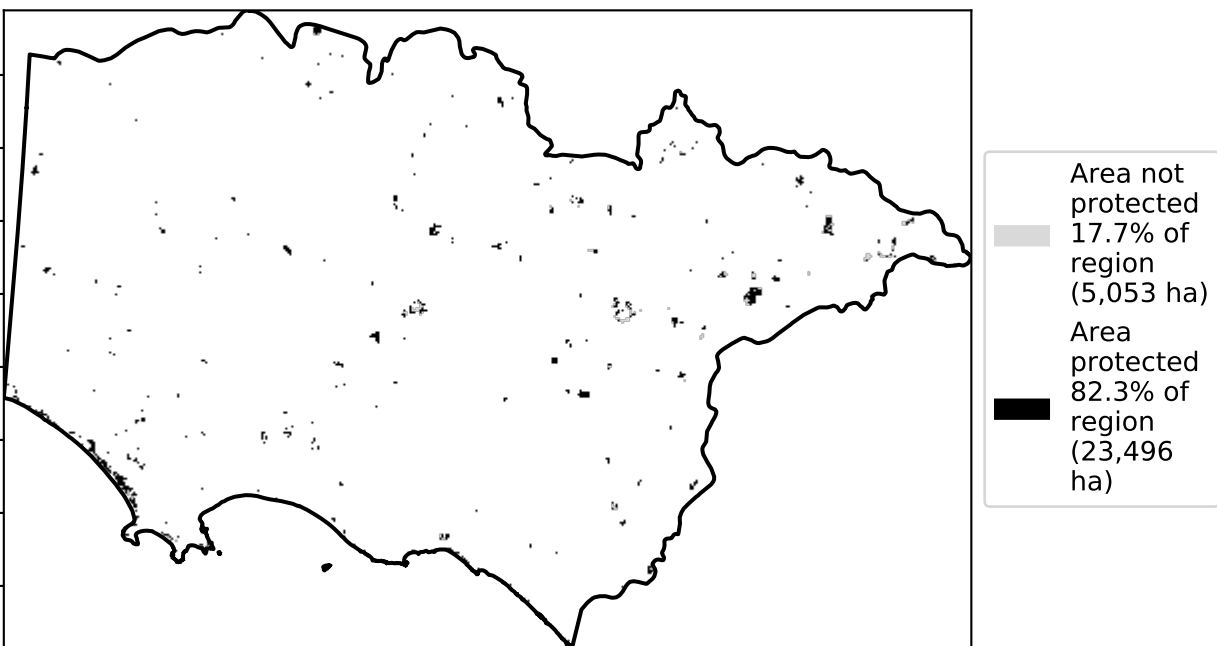 Area not
protected
17.7% of
region
(5,053 ha)
Area
protected
82.3% of
region
(23,496
ha)